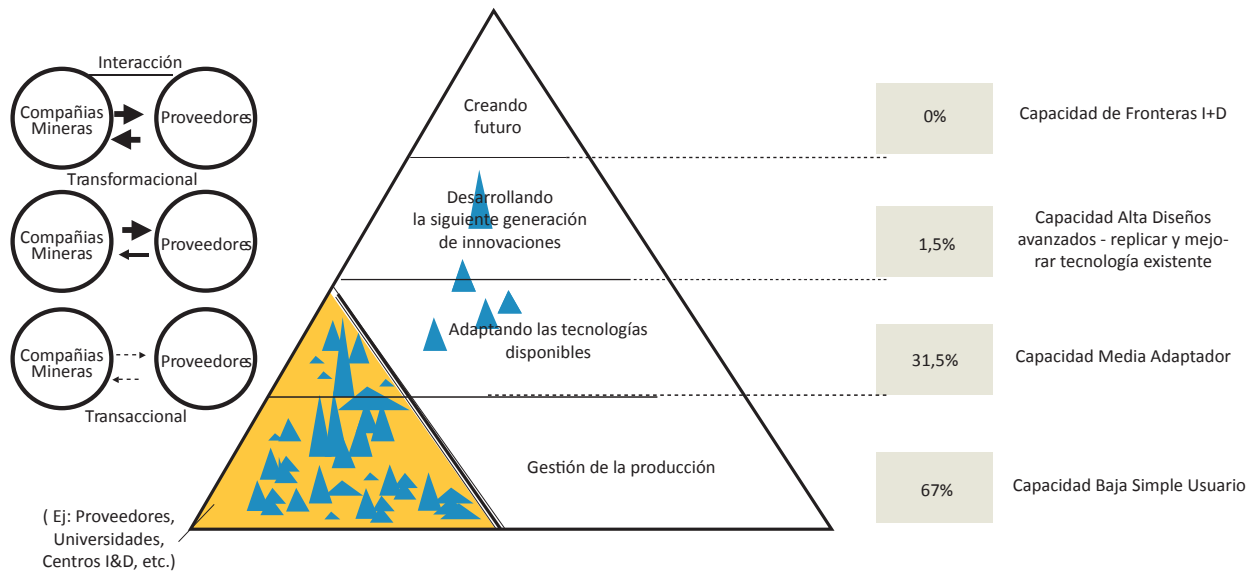 Interacción
Compañias
Mineras
Proveedores
Transformacional
Compañias
Mineras
Proveedores
Compañias
Mineras
Proveedores
Transaccional
( Ej: Proveedores,
Universidades,
Centros I&D, etc.)
Creando
futuro
Desarrollando
la siguiente generación
de innovaciones
Adaptando las tecnologías
disponibles
Gestión de la producción
0%
Capacidad de Fronteras I+D
1,5%
Capacidad Alta Diseños
avanzados - replicar y mejo-
rar tecnología existente
31,5%
Capacidad Media Adaptador
67%
Capacidad Baja Simple Usuario